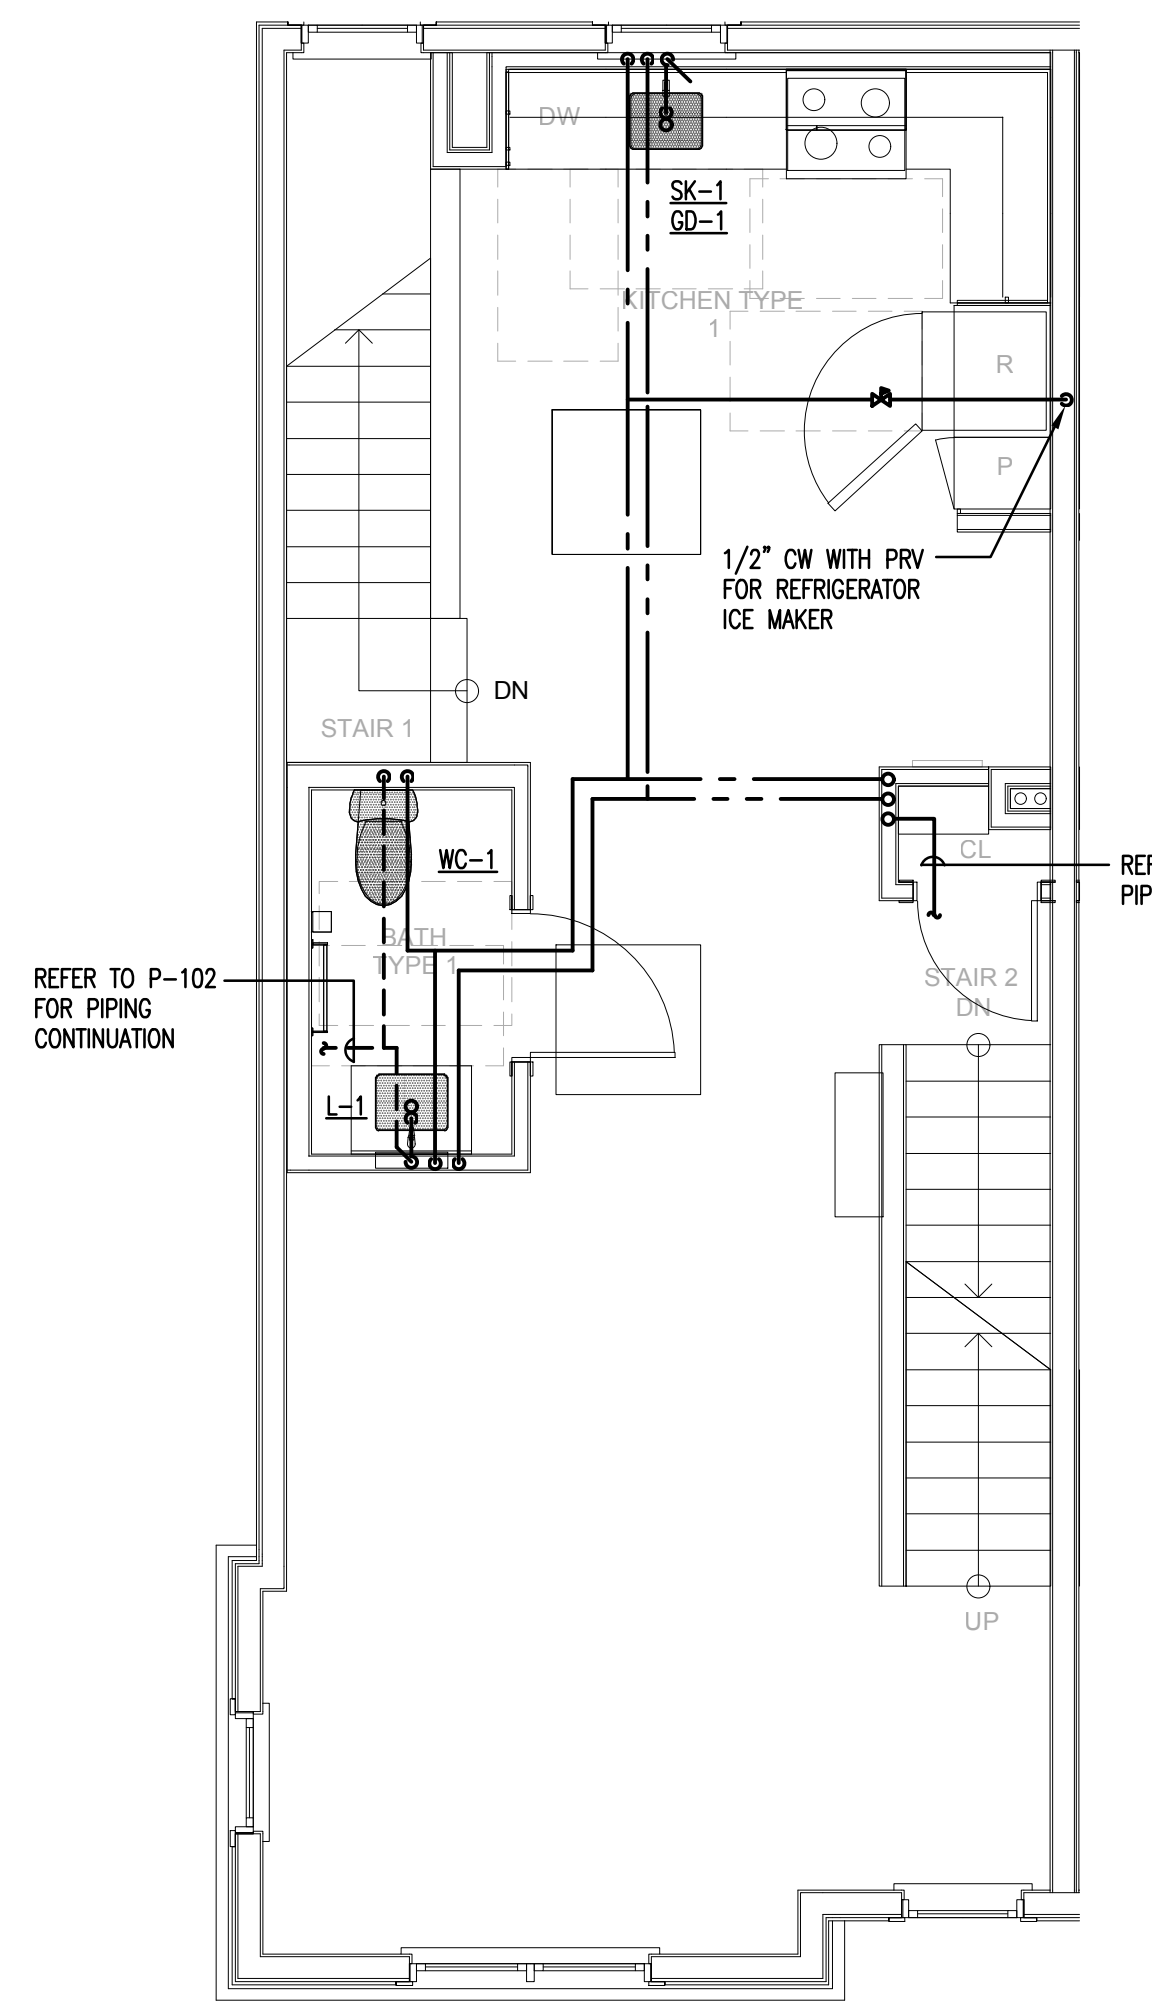 DW
SK-1
GD-1
KITCHEN TYPE
1
R
P
1/2" CW WITH PRV
FOR REFRIGERATOR
ICE MAKER
DN
STAIR 1
WC-1
CL
REF
PIP
BATH
TYPE 1
REFER TO P-102
FOR PIPING
CONTINUATION
STAIR 2
DN
L-1
UP